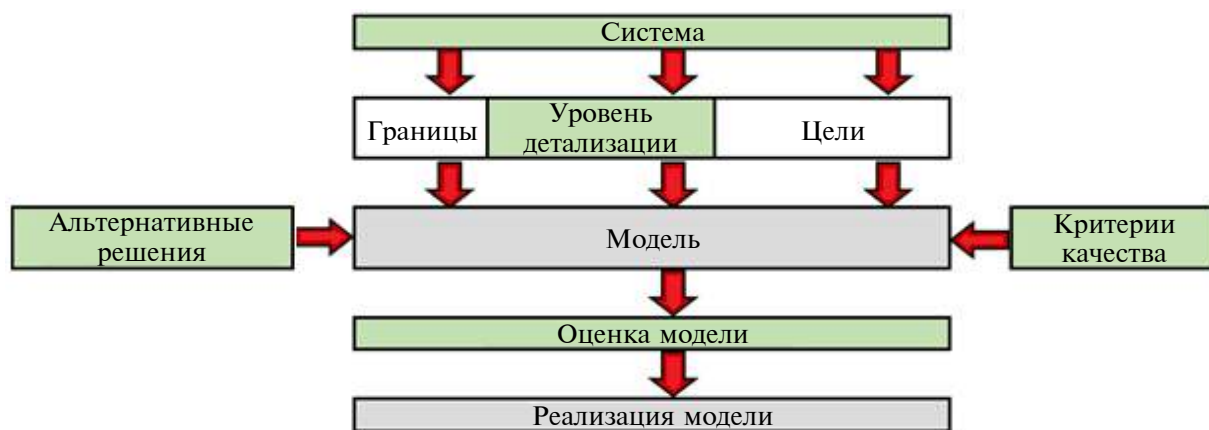 Система
Границы
Уровень
детализации
Цели
Альтернативные
решения
Модель
Критерии
качества
Оценка модели
Реализация модели